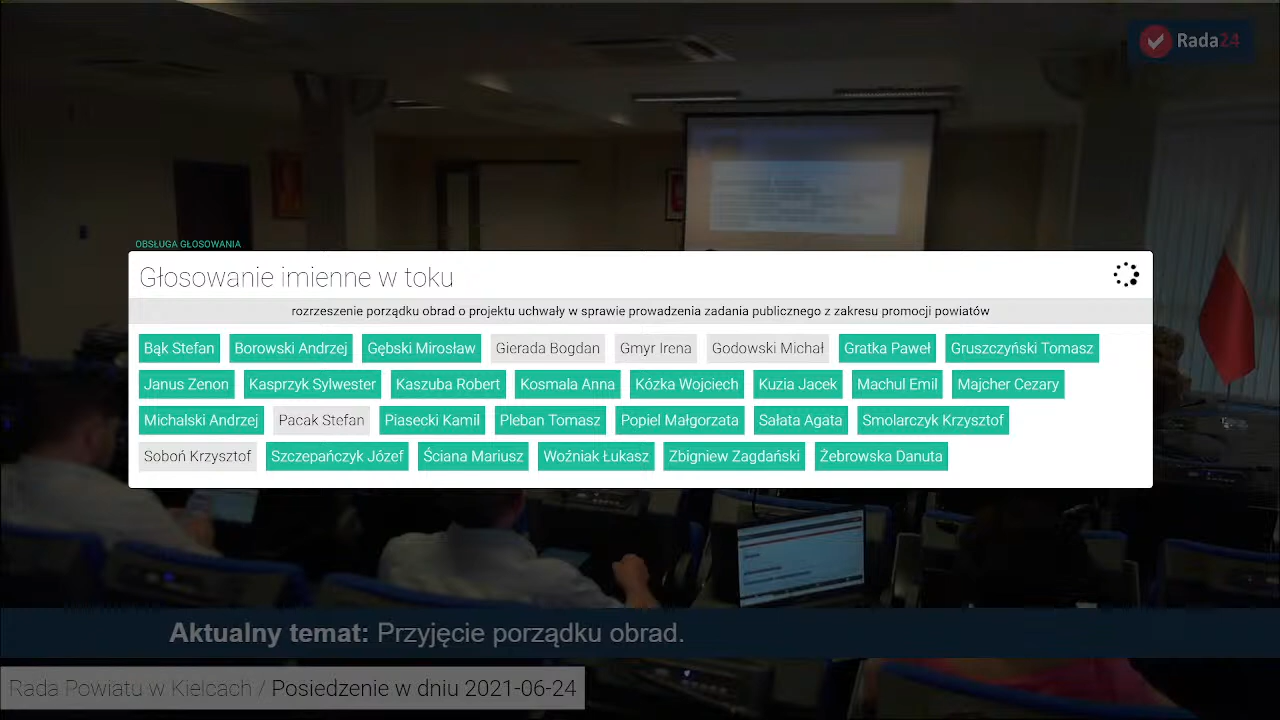 Rada24
OBSŁUGA GŁOSOWANIA
Głosowanie imienne w toku
rozrzeszenie porządku obrad o projektu uchwały w sprawie prowadzenia zadania publicznego z zakresu promocji powiatów
Bąk Stefan Borowski Andrzej Gębski Mirosław Gierada Bogdan Gmyr Irena Godowski Michał Gratka Paweł Gruszczyński Tomasz
Janus Zenon Kasprzyk Sylwester Kaszuba Robert Kosmala Anna Kózka Wojciech Kuzia Jacek Machul Emil Majcher Cezary
Michalski Andrzej Pacak Stefan Piasecki Kamil Pleban Tomasz Popiel Małgorzata Sałata Agata Smolarczyk Krzysztof
Soboń Krzysztof Szczepańczyk Józef Ściana Mariusz Woźniak Łukasz Zbigniew Zagdański Żebrowska Danuta
Aktualny temat: Przyjęcie porządku obrad.
Rada Powiatu w Kielcach / Posiedzenie w dniu 2021-06-24